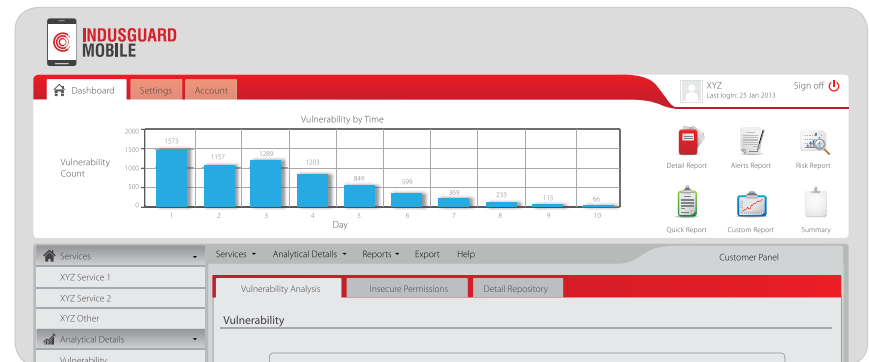 INDUSGUARD
MOBILE
Dashboard Settings Account
XYZ
Last login: 25 Jan 2013
Sign off
Vulnerability by Time
Vulnerability
Count
2000
1500
1000
500
0
1573 1157 1289 1203 849 599 369 233 115 66
1 2 3 4 5 6 7 8 9 10
Day
Detail Report Alerts Report Risk Report
Quick Report Custom Report Summary
Services
XYZ Service 1
XYZ Service 2
XYZ Other
Analytical Details
Vulnerability
Services Analytical Details Reports Export Help
Customer Panel
Vulnerability Analysis Insecure Permissions Detail Repository
Vulnerability